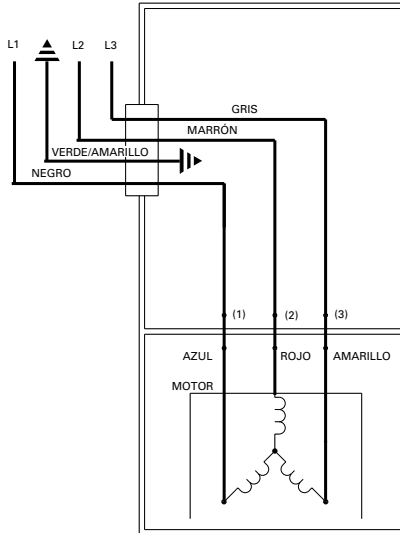 L1
L2
L3
GRIS
MARRÓN
VERDE/AMARILLO
NEGRO
(1)
(2)
(3)
AZUL
ROJO
AMARILLO
MOTOR